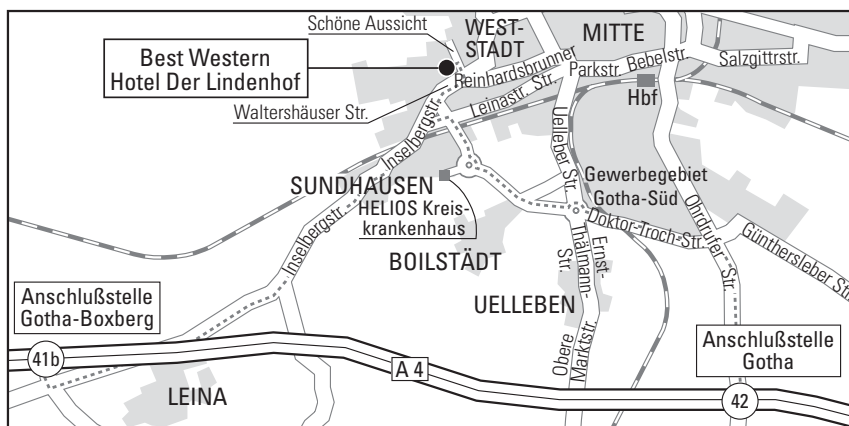 Schöne Aussicht
WEST-
STADT
MITTE
Best Western
Hotel Der Lindenhof
Reinhardsbrunner
Parkstr.
Bebelstr.
Salzgittrstr.
Waltershäuser Str.
Leinastr. Str.
Hbf
Inselbergstr.
Uelleber Str.
SUNDHAUSEN
HELIOS Kreis-
krankenhaus
Gewerbegebiet
Gotha-Süd
Ohrdrufer Str.
Inselbergstr.
Doktor-Troch-Str.
Günthersleber Str.
BOILSTÄDT
Ernst-
Thälmann-
Str.
UELLEBEN
Anschlußstelle
Gotha-Boxberg
Obere
Marktstr.
Anschlußstelle
Gotha
41b
A 4
42
LEINA